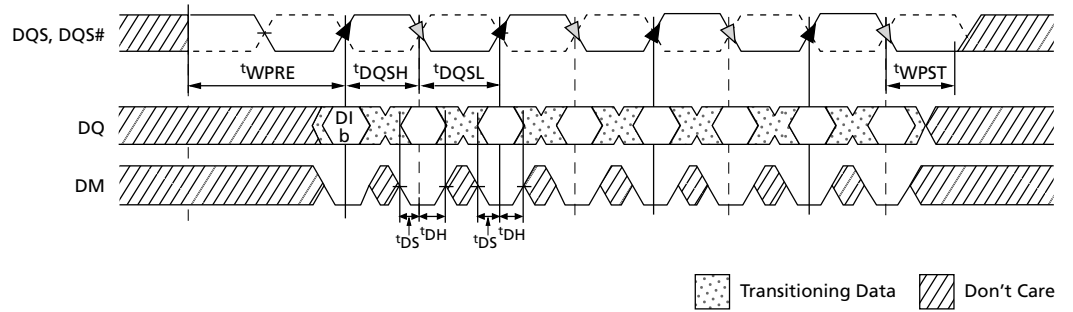 DQS, DQS#
tWPRE tDQSH tDQSL tWPST
DQ
DI
b
DM
tDS tDH tDS tDH
Transitioning Data Don't Care